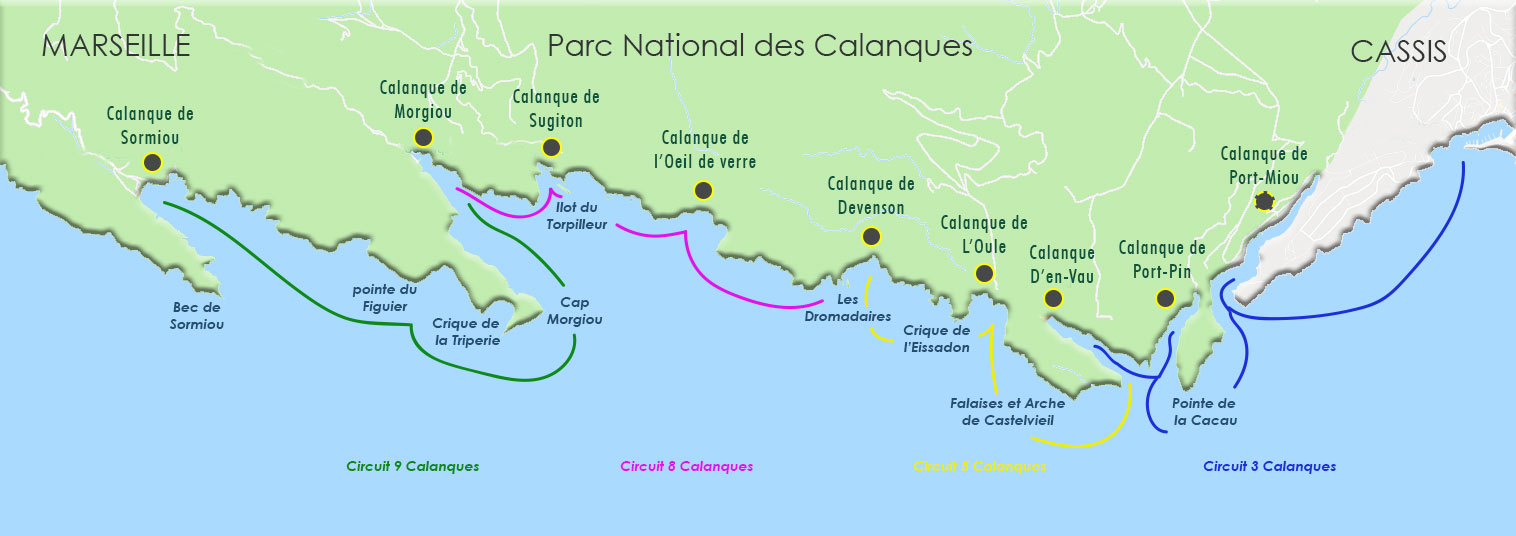 MARSEILLE
Parc National des Calanques
CASSIS
Calanque de
Sormiou
Calanque de
Morgiou
Calanque de
Sugiton
Calanque de
l'Oeil de verre
Calanque de
Devenson
Calanque de
L'Oule
Calanque
D'en-Vau
Calanque de
Port-Pin
Calanque de
Port-Miou
Bec de
Sormiou
pointe du
Figuier
Crique de
la Triperie
Cap
Morgiou
Ilot du
Torpilleur
Les
Dromadaires
Crique de
l'Eissadon
Falaises et Arche
de Castelvieil
Pointe de
la Cacau
Circuit 9 Calanques
Circuit 8 Calanques
Circuit 5 Calanques
Circuit 3 Calanques